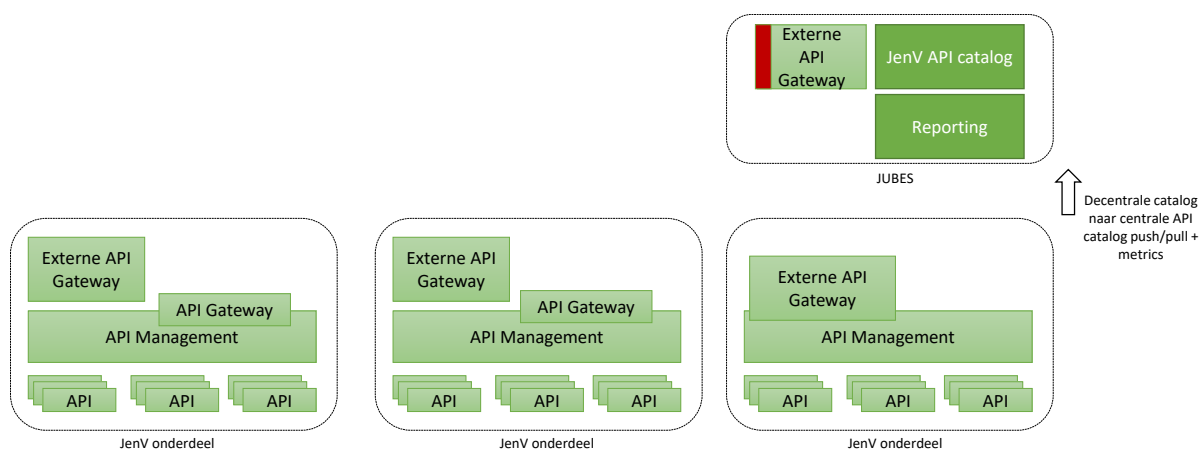 Externe
API
Gateway
JenV API catalog
Reporting
JUBES
Decentrale catalog
naar centrale API
catalog push/pull +
metrics
Externe API
Gateway
API Gateway
API Management
API
API
API
JenV onderdeel
Externe API
Gateway
API Gateway
API Management
API
API
API
JenV onderdeel
Externe API
Gateway
API Management
API
API
API
JenV onderdeel